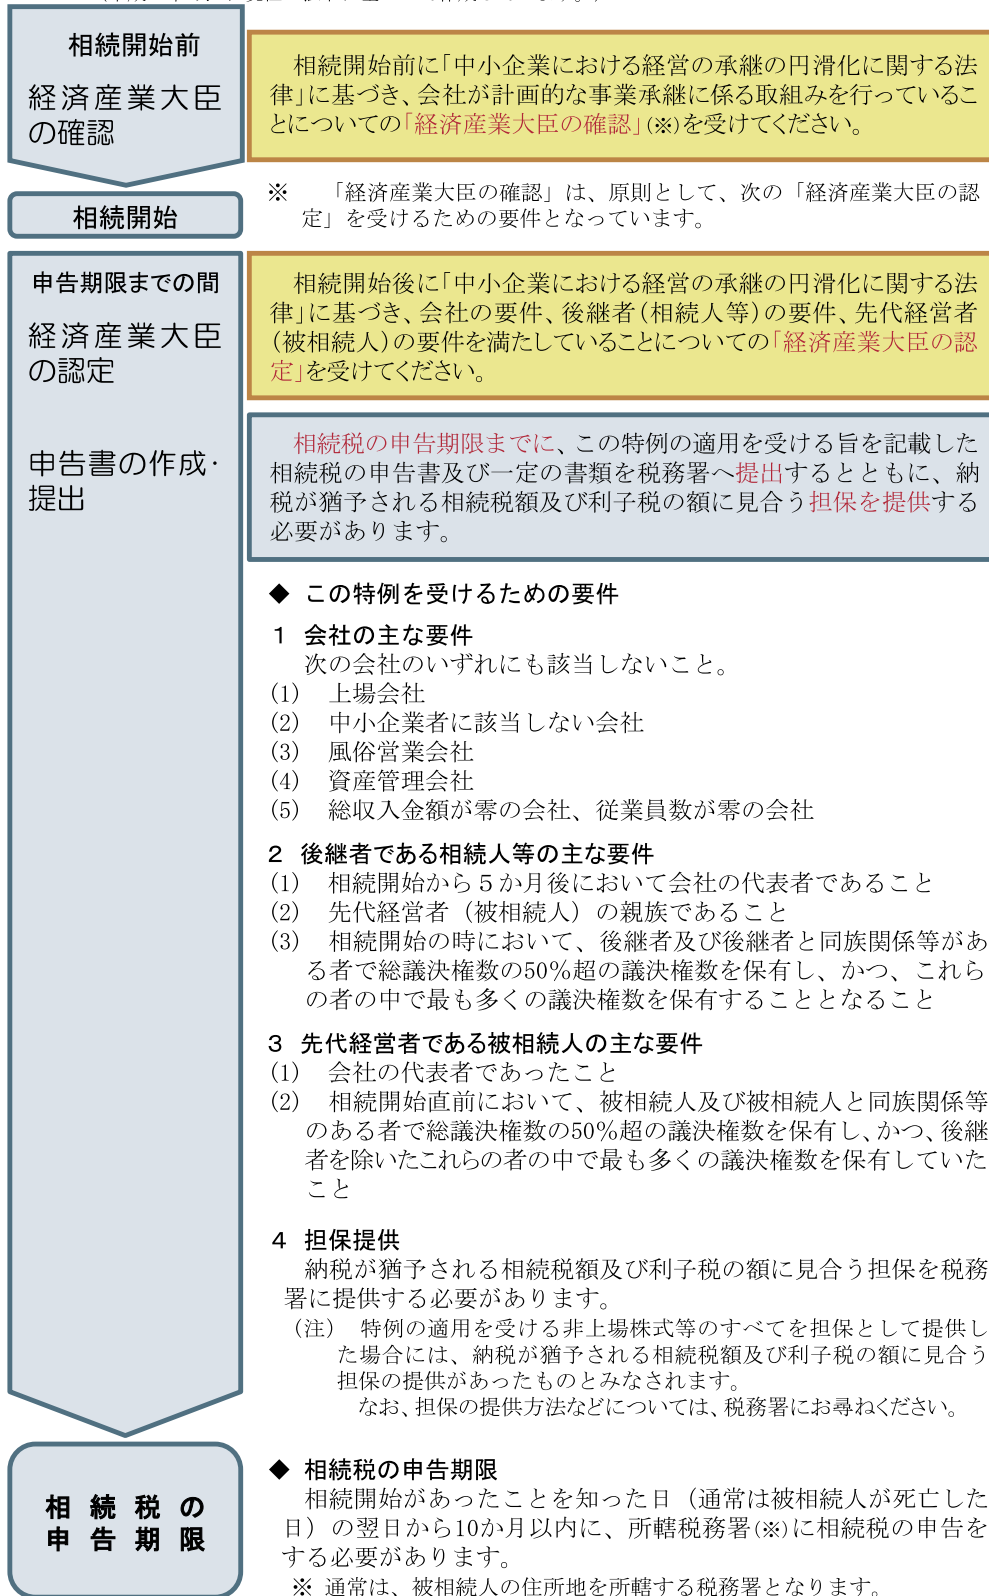 相続開始前
経済産業大臣
の確認
相続開始前に「中小企業における経営の承継の円滑化に関する法
律」に基づき、会社が計画的な事業承継に係る取組みを行っているこ
とについての「経済産業大臣の確認」(※)を受けてください。
※　「経済産業大臣の確認」は、原則として、次の「経済産業大臣の認
定」を受けるための要件となっています。
相続開始
申告期限までの間
経済産業大臣
の認定
相続開始後に「中小企業における経営の承継の円滑化に関する法
律」に基づき、会社の要件、後継者(相続人等)の要件、先代経営者
(被相続人)の要件を満たしていることについての「経済産業大臣の認
定」を受けてください。
申告書の作成・
提出
相続税の申告期限までに、この特例の適用を受ける旨を記載した
相続税の申告書及び一定の書類を税務署へ提出するとともに、納
税が猶予される相続税額及び利子税の額に見合う担保を提供する
必要があります。
◆ この特例を受けるための要件
１ 会社の主な要件
次の会社のいずれにも該当しないこと。
(1)　上場会社
(2)　中小企業者に該当しない会社
(3)　風俗営業会社
(4)　資産管理会社
(5)　総収入金額が零の会社、従業員数が零の会社
２ 後継者である相続人等の主な要件
(1)　相続開始から５か月後において会社の代表者であること
(2)　先代経営者（被相続人）の親族であること
(3)　相続開始の時において、後継者及び後継者と同族関係等があ
る者で総議決権数の50％超の議決権数を保有し、かつ、これら
の者の中で最も多くの議決権数を保有することとなること
３ 先代経営者である被相続人の主な要件
(1)　会社の代表者であったこと
(2)　相続開始直前において、被相続人及び被相続人と同族関係等
のある者で総議決権数の50％超の議決権数を保有し、かつ、後継
者を除いたこれらの者の中で最も多くの議決権数を保有していた
こと
４ 担保提供
納税が猶予される相続税額及び利子税の額に見合う担保を税務
署に提供する必要があります。
（注）　特例の適用を受ける非上場株式等のすべてを担保として提供し
た場合には、納税が猶予される相続税額及び利子税の額に見合う
担保の提供があったものとみなされます。
なお、担保の提供方法などについては、税務署にお尋ねください。
相続税の
申告期限
◆ 相続税の申告期限
相続開始があったことを知った日（通常は被相続人が死亡した
日）の翌日から10か月以内に、所轄税務署(※)に相続税の申告を
する必要があります。
※ 通常は、被相続人の住所地を所轄する税務署となります。